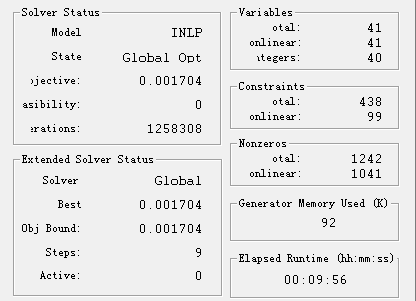 Solver Status
Model INLP
State Global Opt
jective: 0.001704
asibility: 0
erations: 1258308
Extended Solver Status
Solver Global
Best 0.001704
Obj Bound: 0.001704
Steps: 9
Active: 0
Variables
otal: 41
onlinear: 41
tegers: 40
Constraints
otal: 438
onlinear: 99
Nonzeros
otal: 1242
onlinear: 1041
Generator Memory Used (K)
92
Elapsed Runtime (hh:mm:ss)
00:09:56